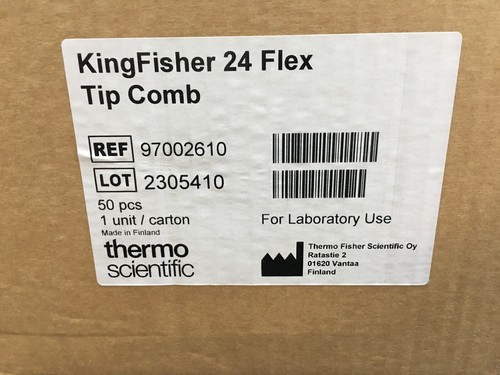 KingFisher 24 Flex
Tip Comb
REF 97002610
LOT 2305410
50 pcs
1 unit / carton
Made in Finland
For Laboratory Use
thermo
scientific
Thermo Fisher Scientific Oy
Ratastie 2
01620 Vantaa
Finland